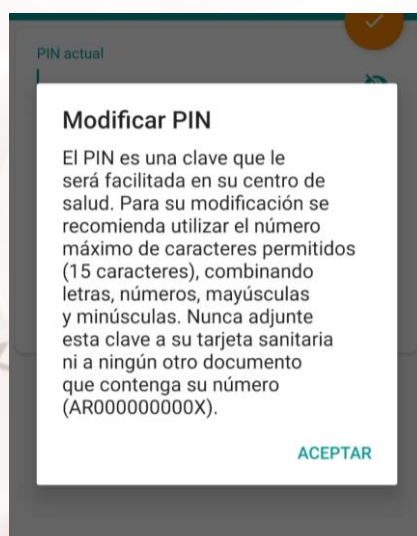 PIN actual
Modificar PIN
El PIN es una clave que le
será facilitada en su centro de
salud. Para su modificación se
recomienda utilizar el número
máximo de caracteres permitidos
(15 caracteres), combinando
letras, números, mayúsculas
y minúsculas. Nunca adjunte
esta clave a su tarjeta sanitaria
ni a ningún otro documento
que contenga su número
(AR000000000X).
ACEPTAR